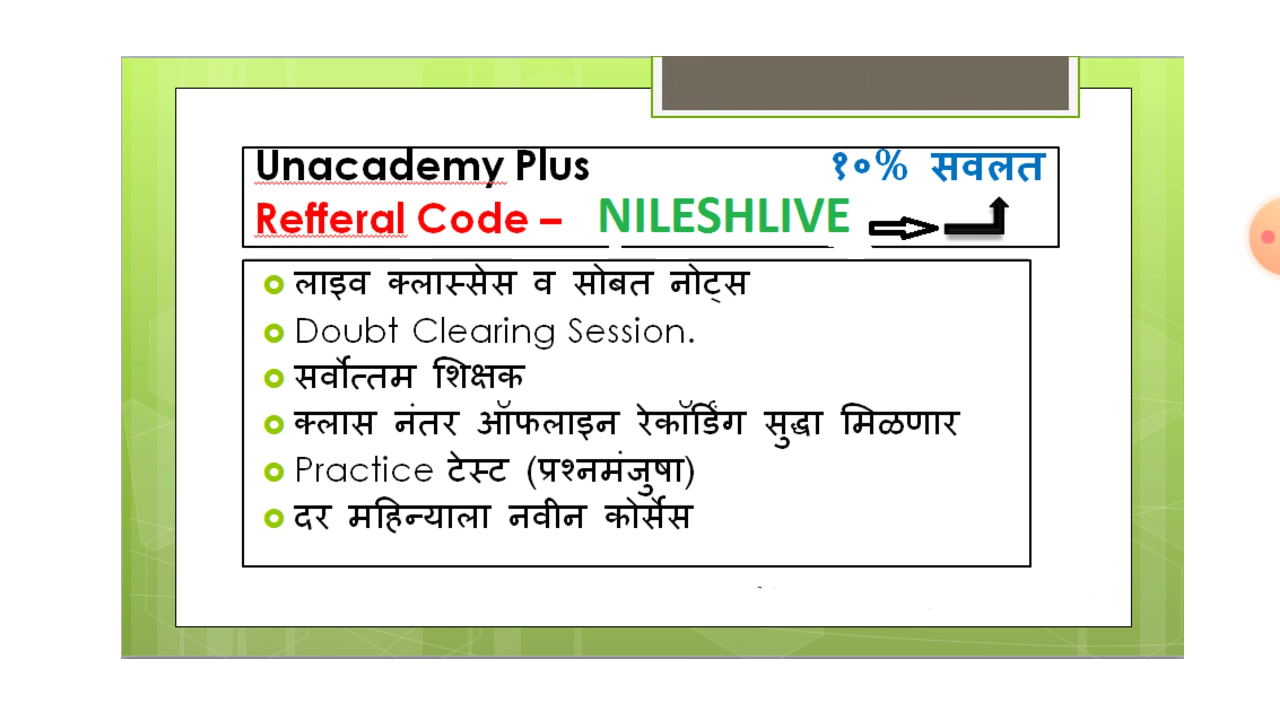 Unacademy Plus १०% सवलत
Refferal Code – NILESHLIVE
लाइव क्लास्सेस व सोबत नोट्स
Doubt Clearing Session.
सर्वोत्तम शिक्षक
क्लास नंतर ऑफलाइन रेकॉर्डिंग सुद्धा मिळणार
Practice टेस्ट (प्रश्नमंजुषा)
दर महिन्याला नवीन कोर्सेस